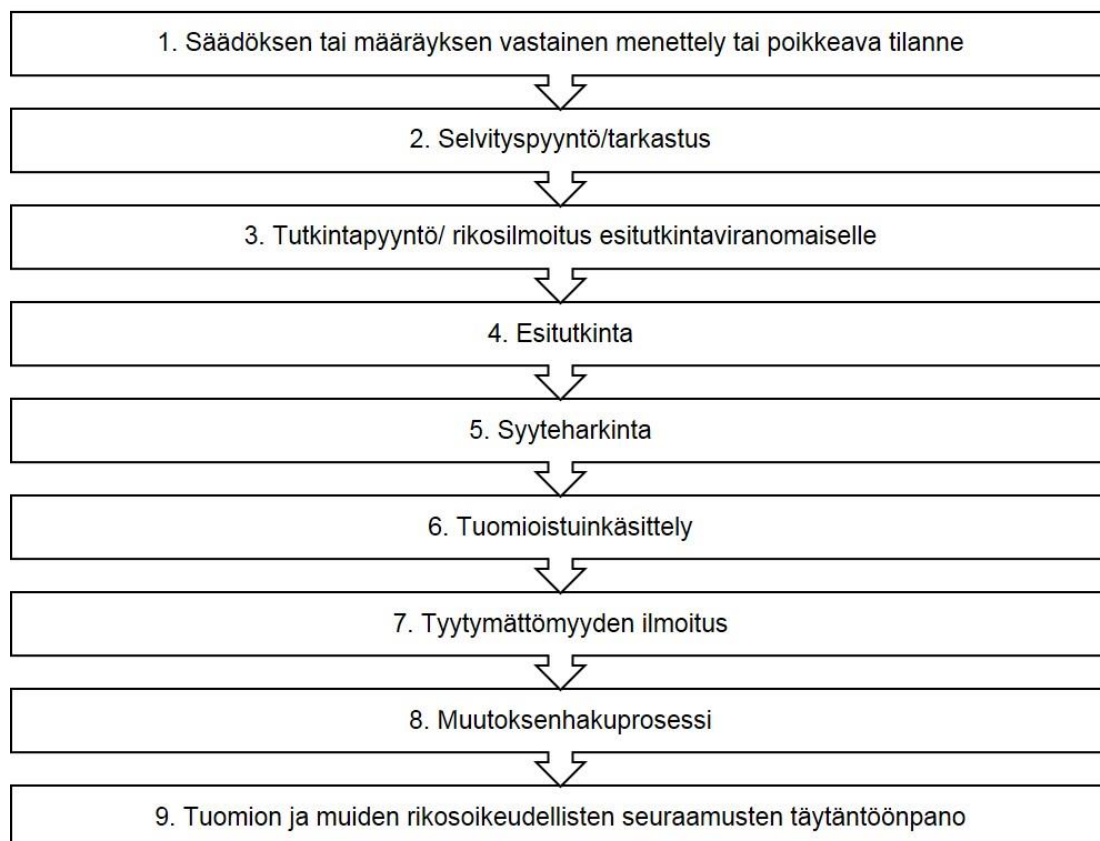 1. Säädöksen tai määräyksen vastainen menettely tai poikkeava tilanne
2. Selvityspyyntö/tarkastus
3. Tutkintapyyntö/ rikosilmoitus esitutkintaviranomaiselle
4. Esitutkinta
5. Syyteharkinta
6. Tuomioistuinkäsittely
7. Tyytymättömyyden ilmoitus
8. Muutoksenhakuprosessi
9. Tuomion ja muiden rikosoikeudellisten seuraamusten täytäntöönpano